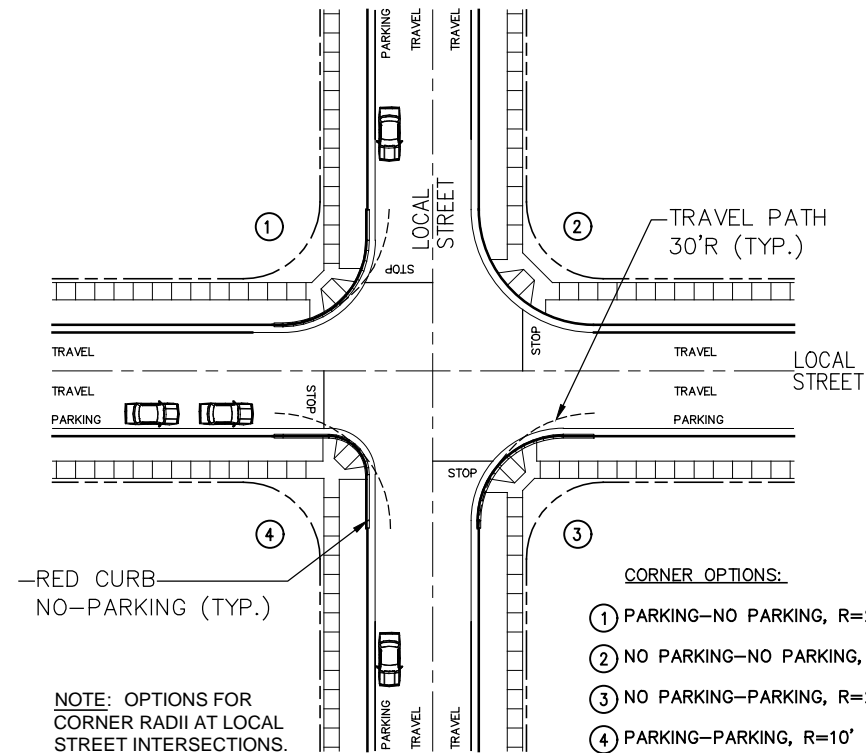 PARKING
TRAVEL
TRAVEL
1
2
LOCAL
STREET
TRAVEL PATH
30'R (TYP.)
STOP
TRAVEL
STOP
TRAVEL
LOCAL
STREET
TRAVEL
STOP
TRAVEL
PARKING
PARKING
STOP
4
3
RED CURB
NO-PARKING (TYP.)
CORNER OPTIONS:
1 PARKING-NO PARKING, R=
2 NO PARKING-NO PARKING,
3 NO PARKING-PARKING, R=
4 PARKING-PARKING, R=10'
NOTE: OPTIONS FOR
CORNER RADII AT LOCAL
STREET INTERSECTIONS.
PARKING
TRAVEL
TRAVEL